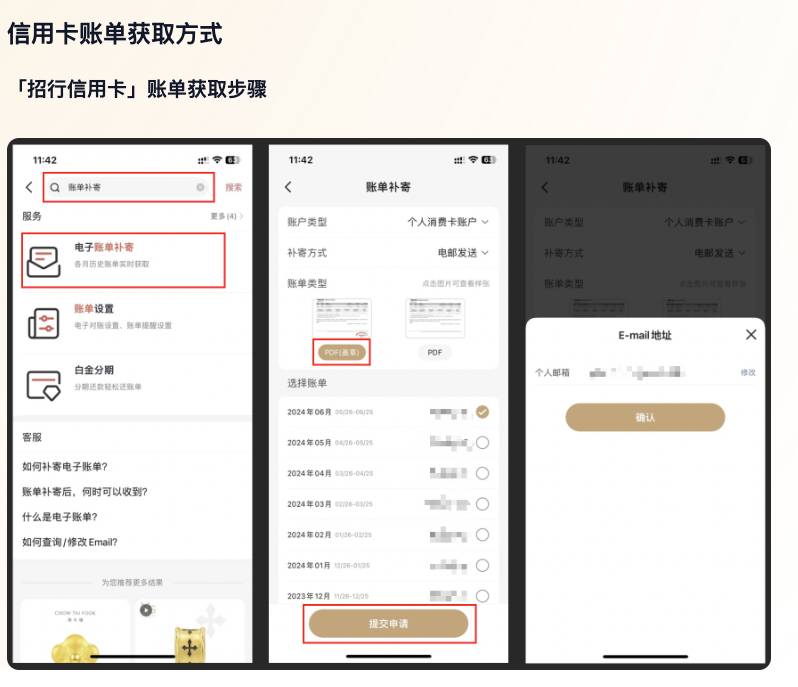 信用卡账单获取方式
「招行信用卡」账单获取步骤
11:42
账单补寄
搜索
服务
更多(4)
电子账单补寄
各月历史账单实时获取
账单设置
电子对账设置、账单提醒设置
白金分期
分期还款轻松还账单
客服
如何补寄电子账单?
账单补寄后，何时可以收到?
什么是电子账单?
如何查询/修改 Email?
为您推荐更多结果
CHOW TAI FOOK
周大福
11:42
账单补寄
账户类型 个人消费卡账户
补寄方式 电邮发送
账单类型 点击图片可查看样张
PDF(盖章) PDF
选择账单
2024年06月 05/26-06/25
2024年05月 04/26-05/25
2024年04月 03/26-04/25
2024年03月 02/26-03/25
2024年02月 01/26-02/25
2024年01月 12/26-01/25
2023年12月 11/26-12/25
提交申请
11:42
账单补寄
账户类型 个人消费卡账户
补寄方式 电邮发送
账单类型 点击图片可查看样张
E-mail 地址
个人邮箱 修改
确认